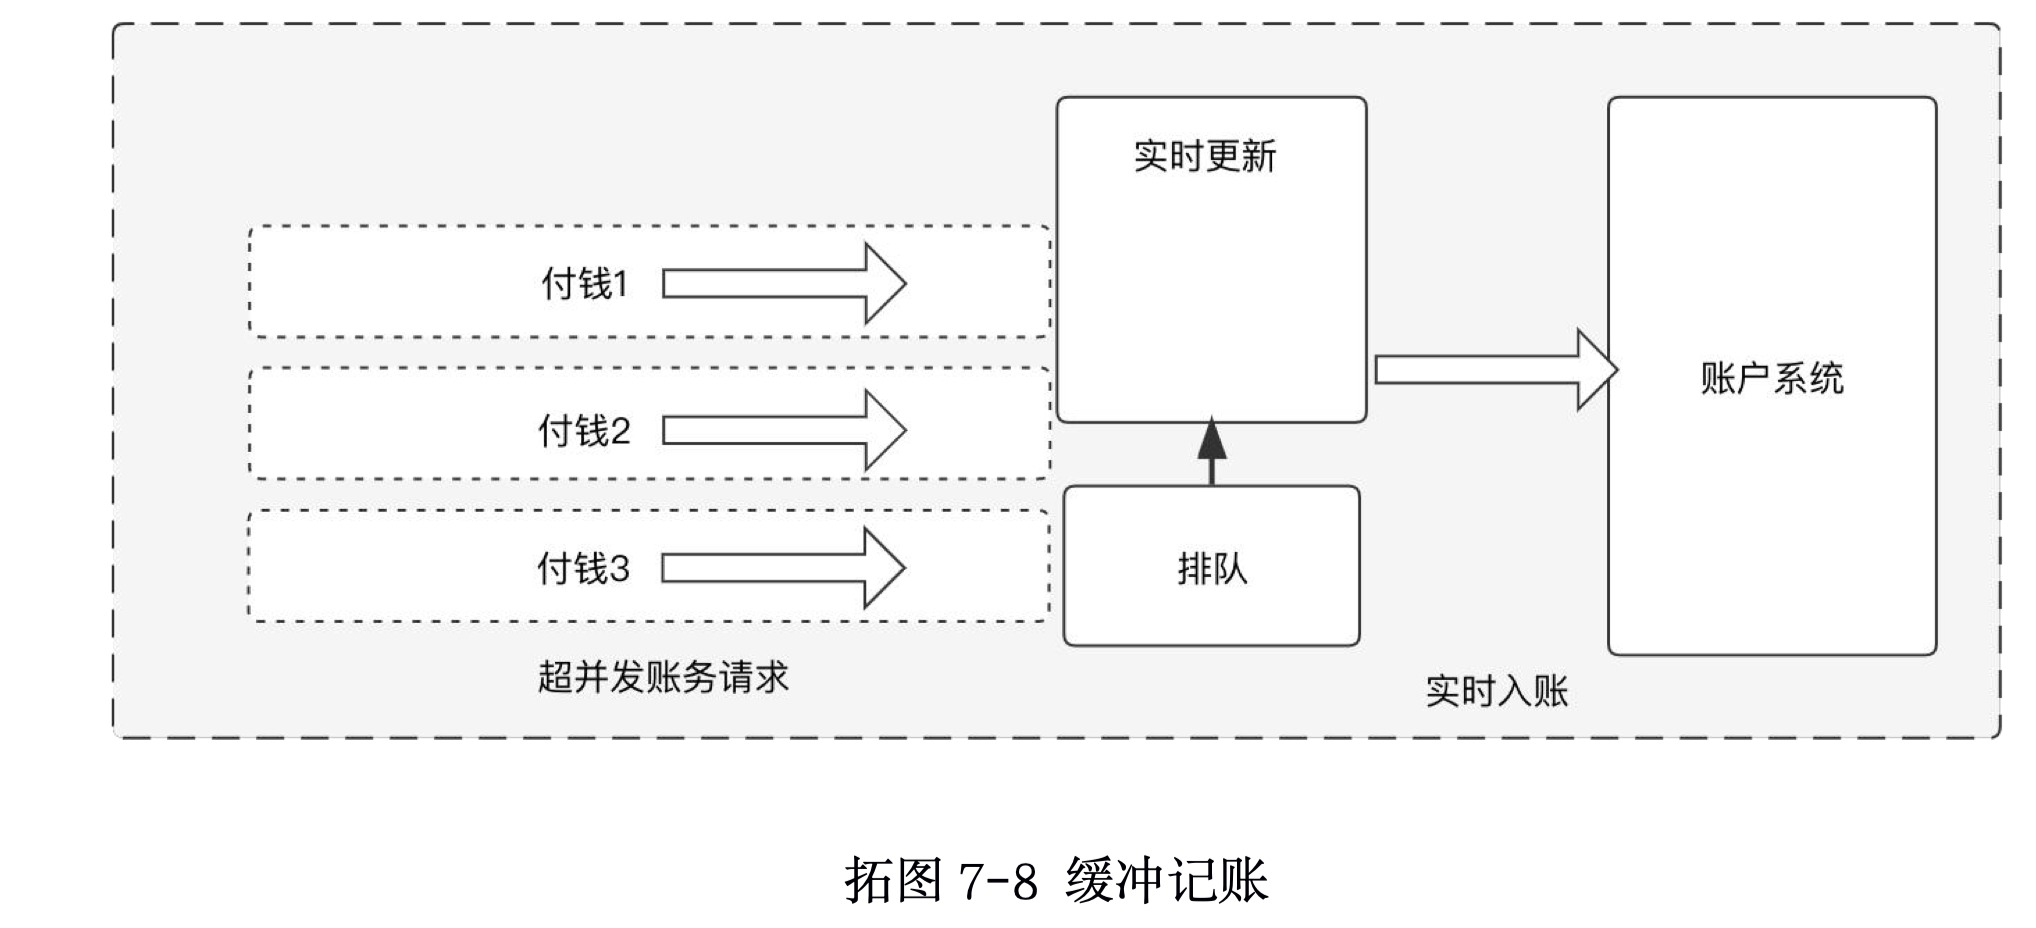 实时更新
付钱1
付钱2
账户系统
付钱3
排队
超并发账务请求
实时入账
拓图 7-8 缓冲记账